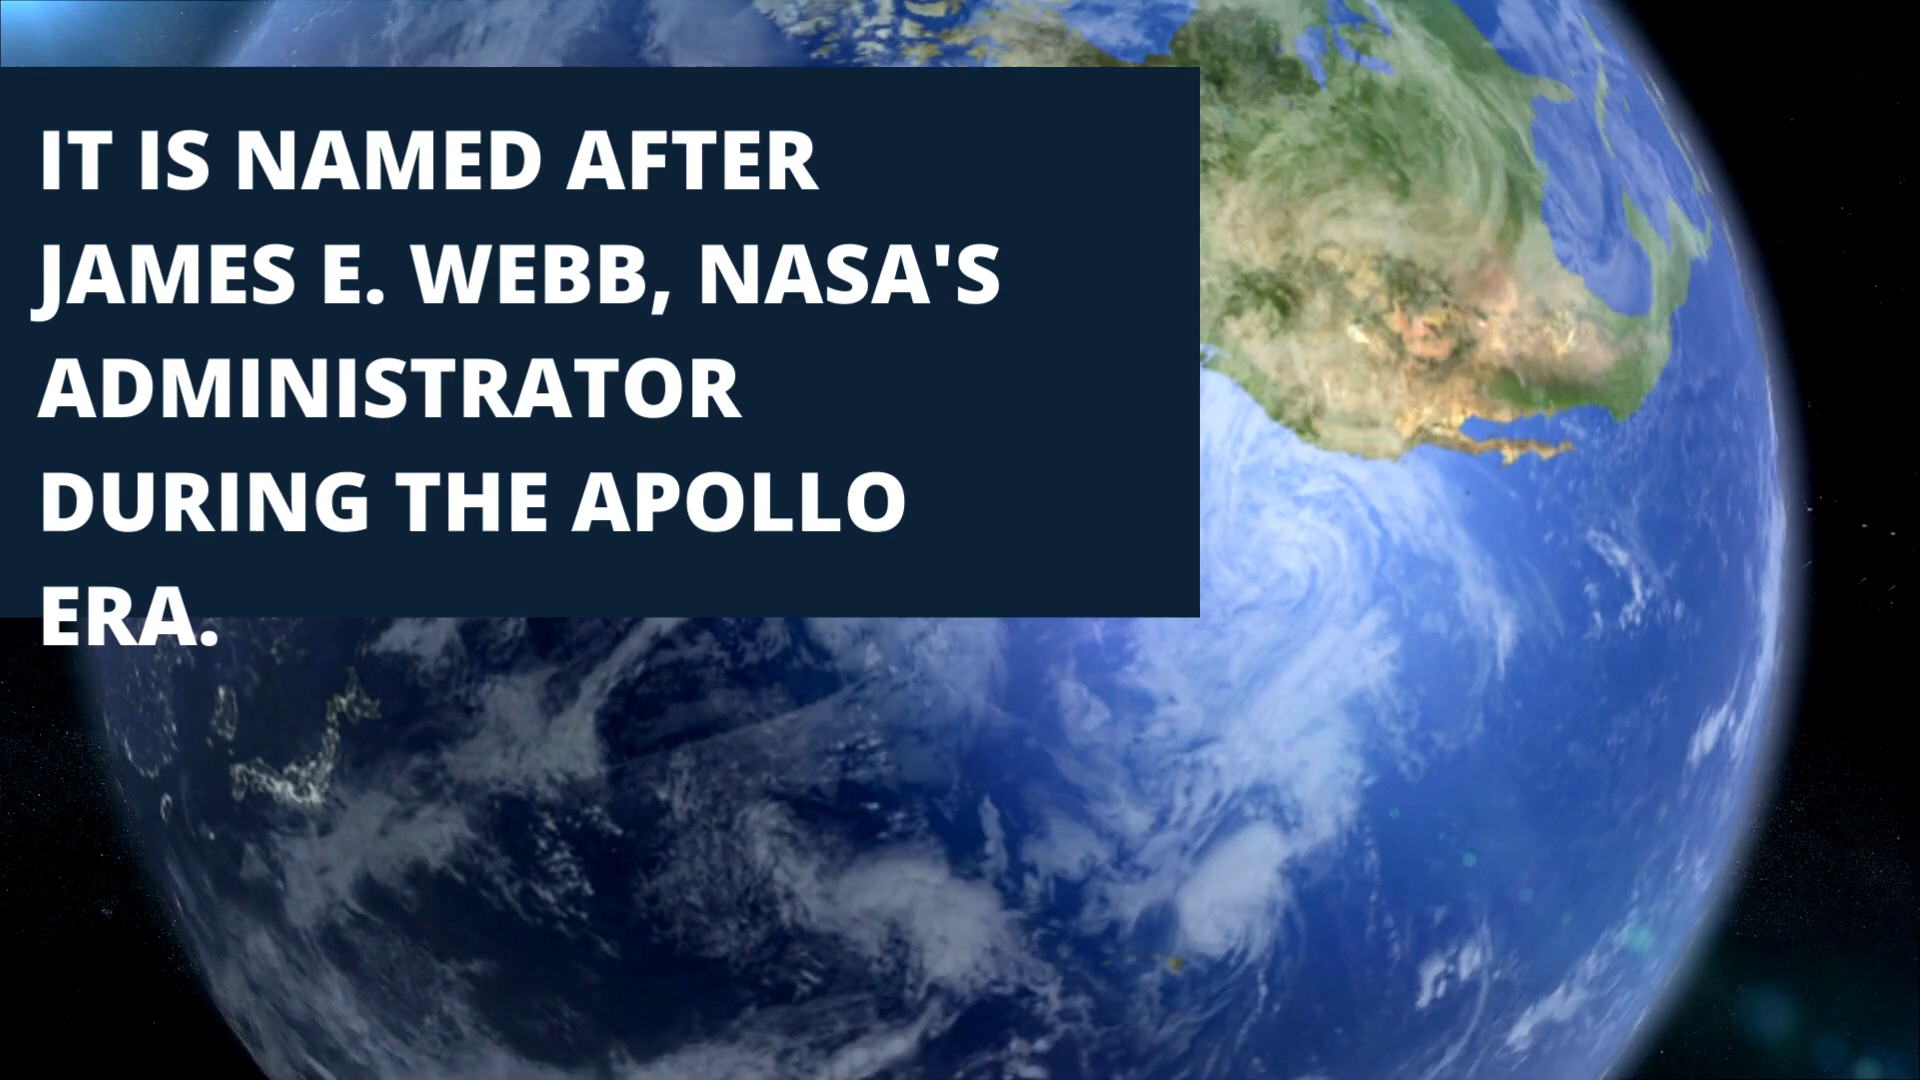 IT IS NAMED AFTER
JAMES E. WEBB, NASA'S
ADMINISTRATOR
DURING THE APOLLO
ERA.